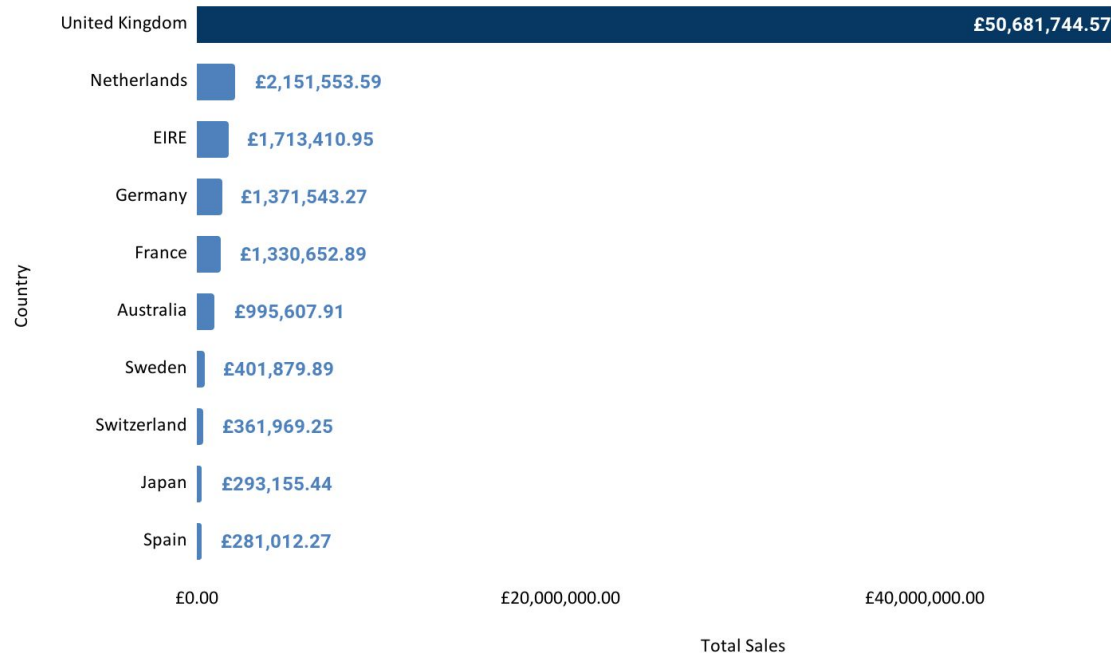 United Kingdom £50,681,744.57
Netherlands £2,151,553.59
EIRE £1,713,410.95
Germany £1,371,543.27
France £1,330,652.89
Australia £995,607.91
Sweden £401,879.89
Switzerland £361,969.25
Japan £293,155.44
Spain £281,012.27
Country
£0.00 £20,000,000.00 £40,000,000.00
Total Sales